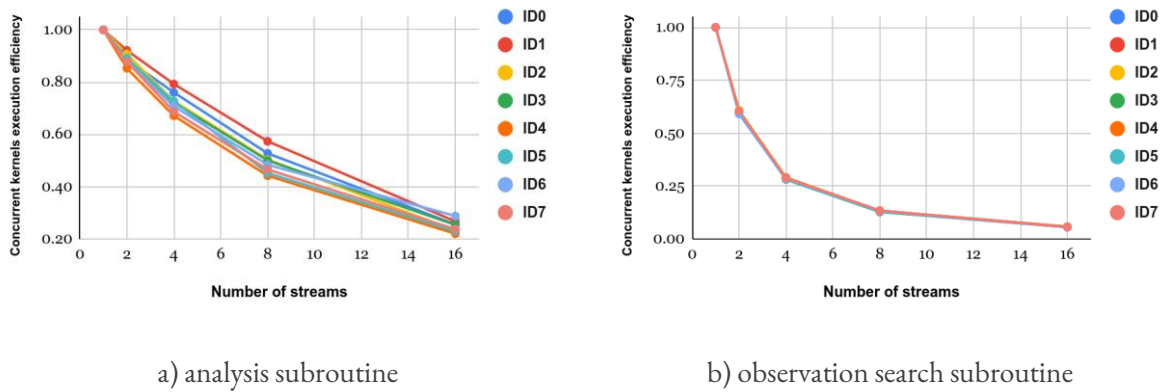 Concurrent kernels execution efficiency
1.00
0.80
0.60
0.40
0.20
0 2 4 6 8 10 12 14 16
Number of streams
ID0
ID1
ID2
ID3
ID4
ID5
ID6
ID7
a) analysis subroutine
Concurrent kernels execution efficiency
1.00
0.75
0.50
0.25
0.00
0 2 4 6 8 10 12 14 16
Number of streams
ID0
ID1
ID2
ID3
ID4
ID5
ID6
ID7
b) observation search subroutine